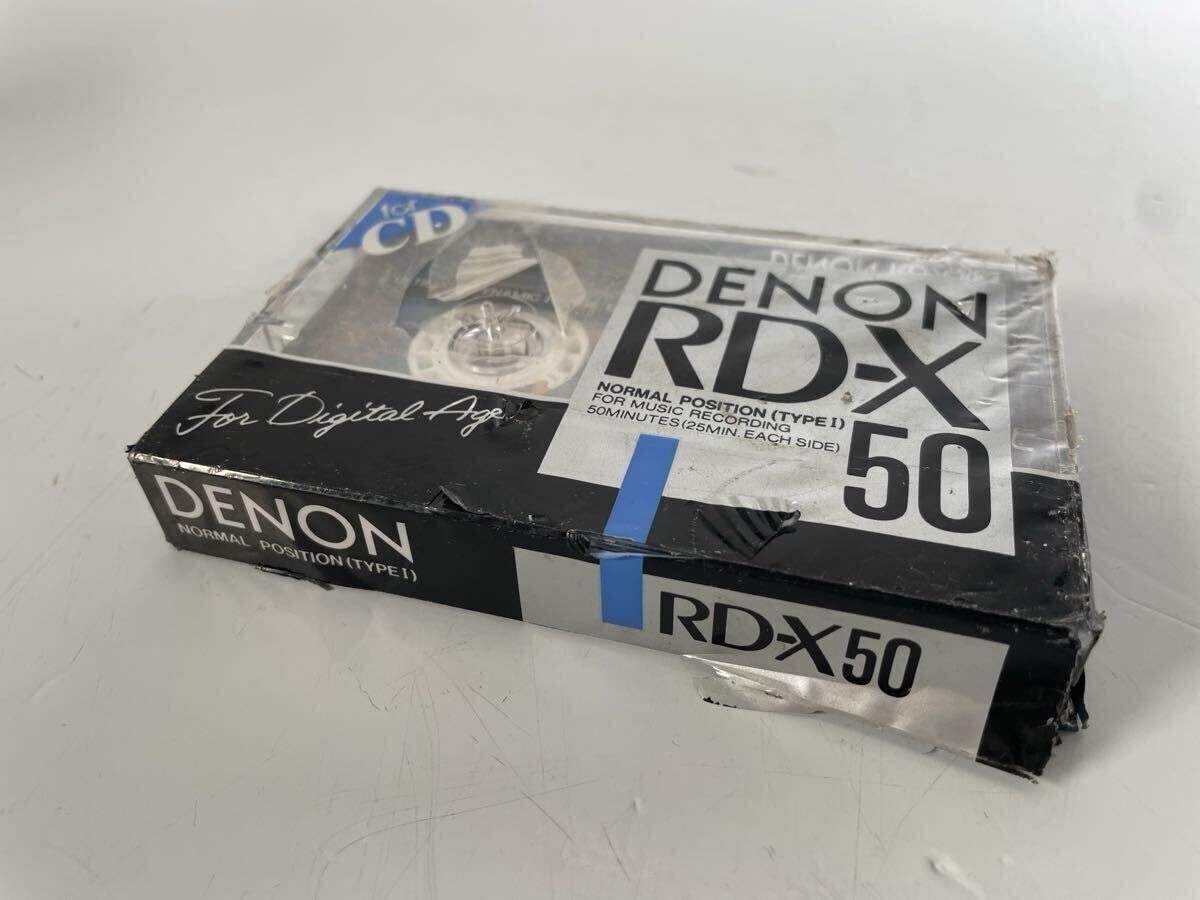 for
CD
DENON
RD-X
NORMAL POSITION (TYPE I)
FOR MUSIC RECORDING
50MINUTES (25MIN. EACH SIDE)
50
For Digital Age
DENON
NORMAL POSITION (TYPE I)
RD-X50